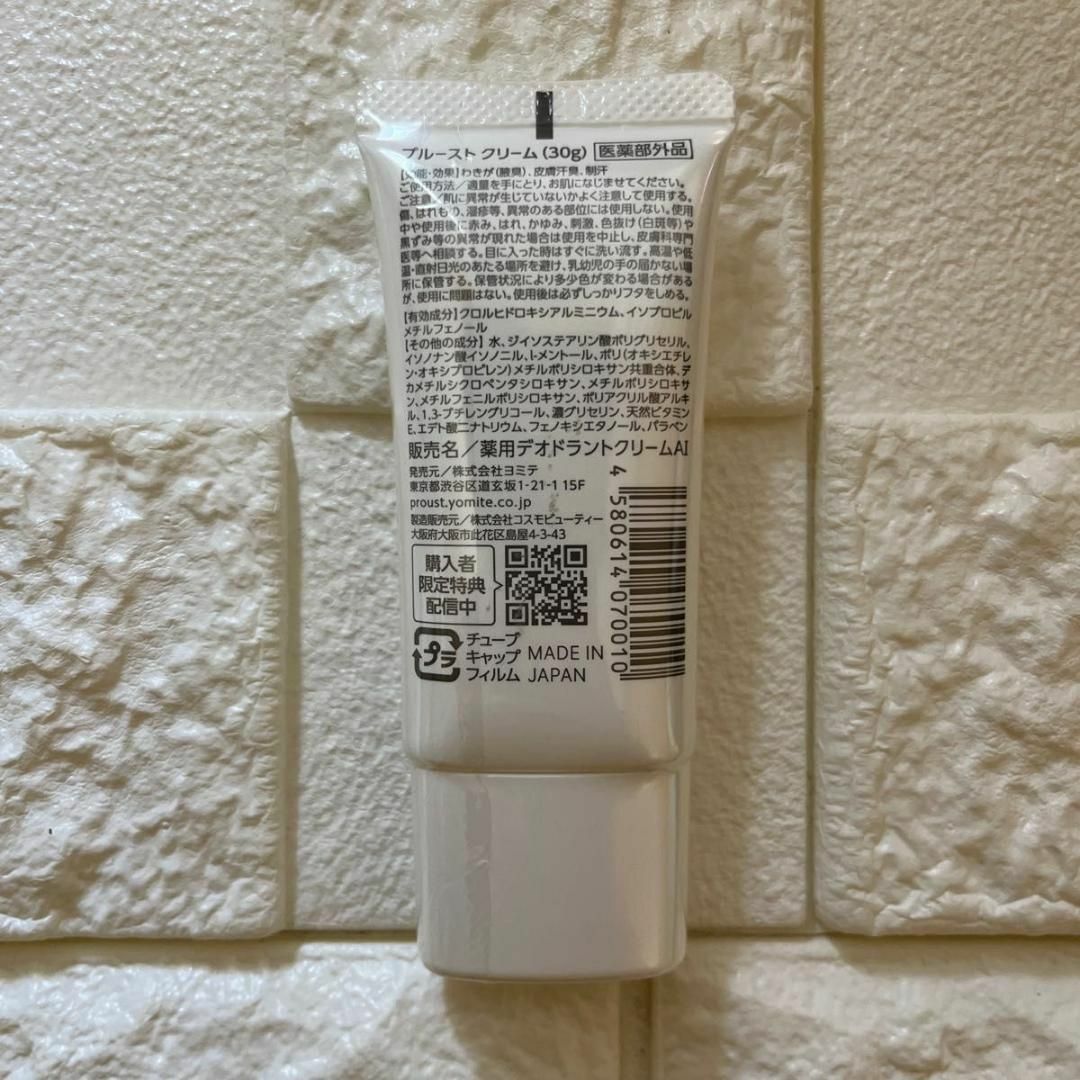 プルースト クリーム (30g) 医薬部外品
【効能・効果】わきが(腋臭)、皮膚汗臭、制汗
ご使用方法／適量を手にとり、お肌になじませてください。
ご注意／肌に異常が生じていないかよく注意して使用する。
傷、はれもの、湿疹等、異常のある部位には使用しない。使用
中や使用後に赤み、はれ、かゆみ、刺激、色抜け(白斑等)や
黒ずみ等の異常が現れた場合は使用を中止し、皮膚科専門
医等へ相談する。目に入った時はすぐに洗い流す。高温や低
温・直射日光のあたる場所を避け、乳幼児の手の届かない場
所に保管する。保管状況により多少色が変わる場合がある
が、使用に問題はない。使用後は必ずしっかりフタをしめる。
【有効成分】クロルヒドロキシアルミニウム、イソプロピル
メチルフェノール
【その他の成分】水、ジイソステアリン酸ポリグリセリル、
イソノナン酸イソノニル、l-メントール、ポリ(オキシエチレ
ン・オキシプロピレン)メチルポリシロキサン共重合体、デ
カメチルシクロペンタシロキサン、メチルポリシロキサ
ン、メチルフェニルポリシロキサン、ポリアクリル酸アルキ
ル、1,3-ブチレングリコール、濃グリセリン、天然ビタミン
E、エデト酸二ナトリウム、フェノキシエタノール、パラベン
販売名／薬用デオドラントクリームAI
発売元／株式会社ヨミテ
東京都渋谷区道玄坂1-21-1 15F
proust.yomite.co.jp
製造販売元／株式会社コスモビューティー
大阪府大阪市此花区島屋4-3-43
購入者
限定特典
配信中
プラ
チューブ
キャップ
フィルム
MADE IN
JAPAN
4 580614 070010